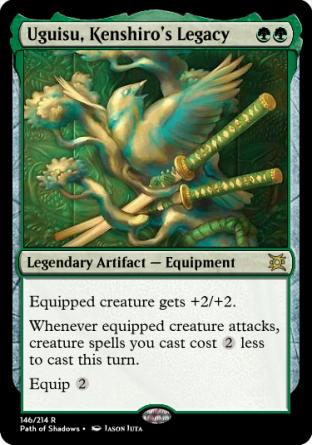 Uguisu, Kenshiro's Legacy
Legendary Artifact — Equipment
Equipped creature gets +2/+2.
Whenever equipped creature attacks,
creature spells you cast cost 2 less
to cast this turn.
Equip 2
146/214 R
Path of Shadows • Jason Juta